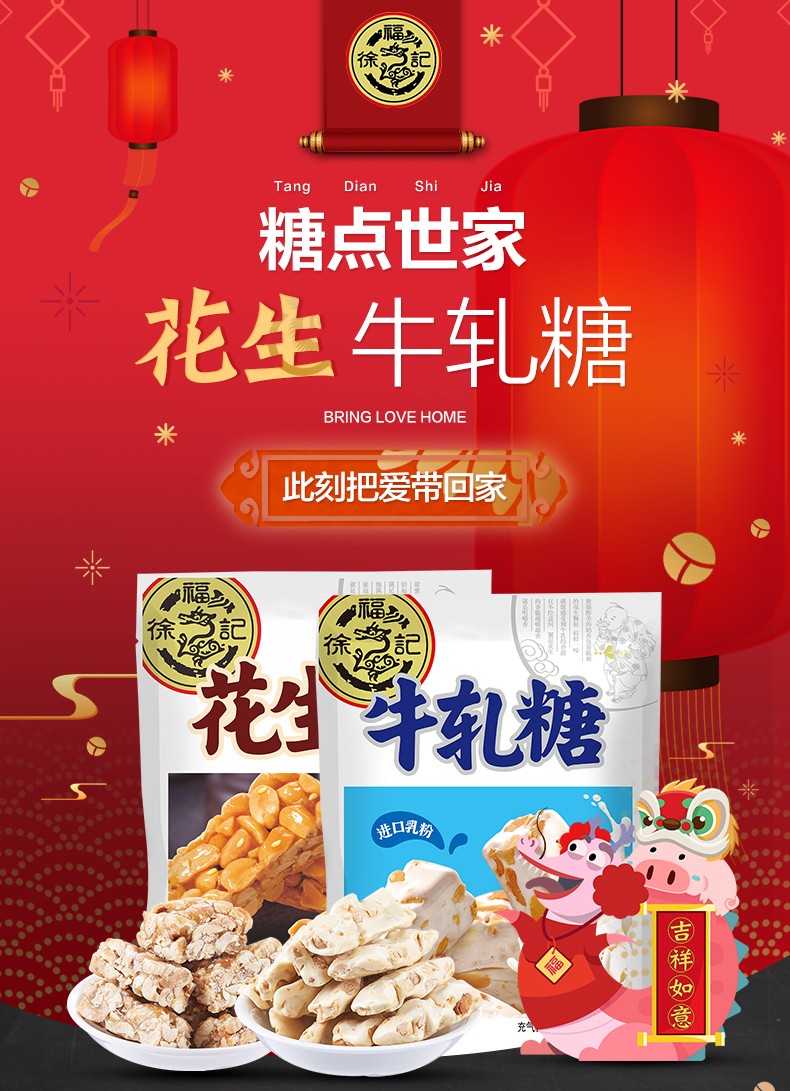 徐福記
Tang Dian Shi Jia
糖点世家
花生牛轧糖
BRING LOVE HOME
此刻把爱带回家
徐福記
花生
徐福記
牛轧糖
进口乳粉
福
吉祥如意